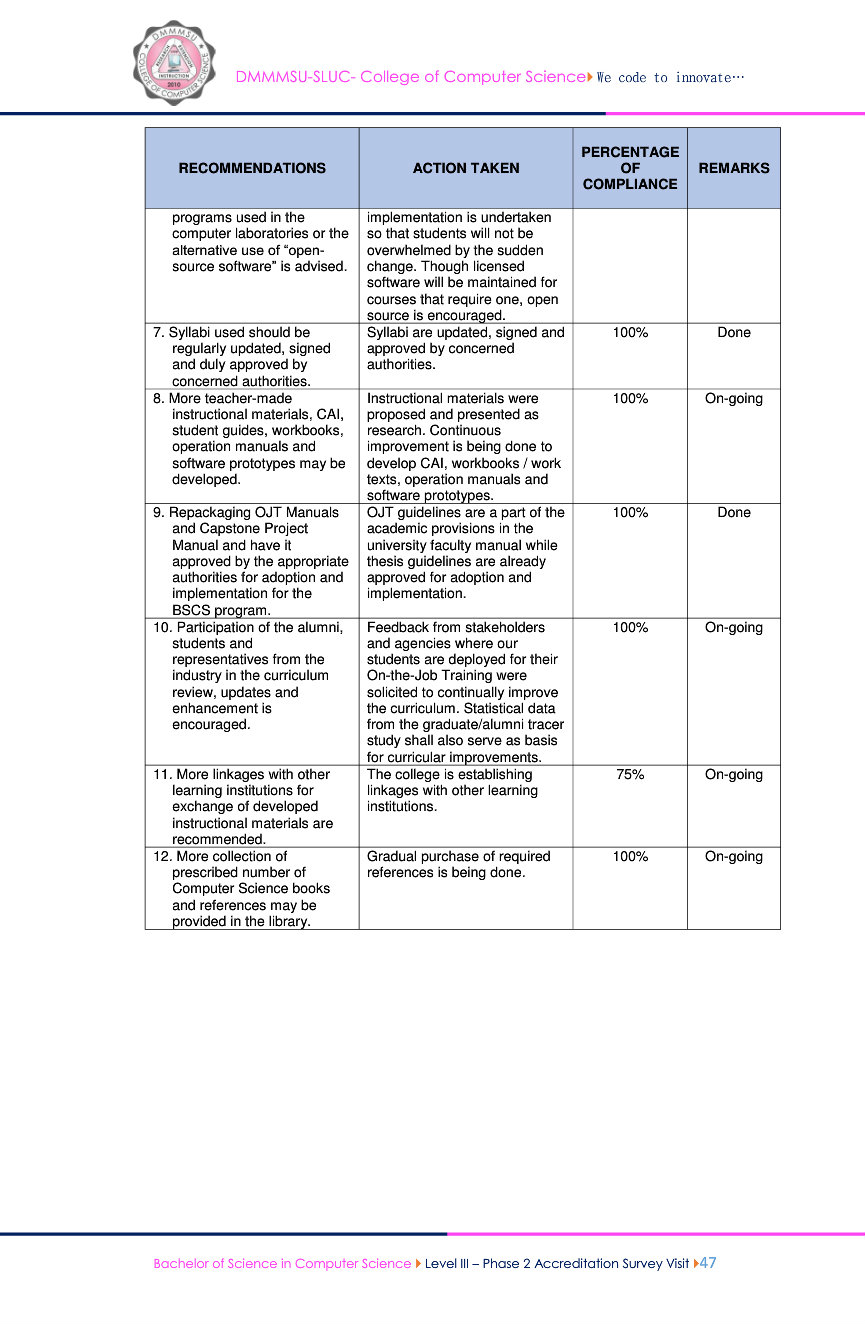 DMMMSU
RESEARCH
EXTENSION
INSTRUCTION
2010
COLLEGE OF COMPUTER SCIENCE
DMMMSU-SLUC- College of Computer Science We code to innovate…
RECOMMENDATIONS
ACTION TAKEN
PERCENTAGE
OF
COMPLIANCE
REMARKS
programs used in the
computer laboratories or the
alternative use of “open-
source software” is advised.
implementation is undertaken
so that students will not be
overwhelmed by the sudden
change. Though licensed
software will be maintained for
courses that require one, open
source is encouraged.
7. Syllabi used should be
regularly updated, signed
and duly approved by
concerned authorities.
Syllabi are updated, signed and
approved by concerned
authorities.
100%
Done
8. More teacher-made
instructional materials, CAI,
student guides, workbooks,
operation manuals and
software prototypes may be
developed.
Instructional materials were
proposed and presented as
research. Continuous
improvement is being done to
develop CAI, workbooks / work
texts, operation manuals and
software prototypes.
100%
On-going
9. Repackaging OJT Manuals
and Capstone Project
Manual and have it
approved by the appropriate
authorities for adoption and
implementation for the
BSCS program.
OJT guidelines are a part of the
academic provisions in the
university faculty manual while
thesis guidelines are already
approved for adoption and
implementation.
100%
Done
10. Participation of the alumni,
students and
representatives from the
industry in the curriculum
review, updates and
enhancement is
encouraged.
Feedback from stakeholders
and agencies where our
students are deployed for their
On-the-Job Training were
solicited to continually improve
the curriculum. Statistical data
from the graduate/alumni tracer
study shall also serve as basis
for curricular improvements.
100%
On-going
11. More linkages with other
learning institutions for
exchange of developed
instructional materials are
recommended.
The college is establishing
linkages with other learning
institutions.
75%
On-going
12. More collection of
prescribed number of
Computer Science books
and references may be
provided in the library.
Gradual purchase of required
references is being done.
100%
On-going
Bachelor of Science in Computer Science Level III – Phase 2 Accreditation Survey Visit 47